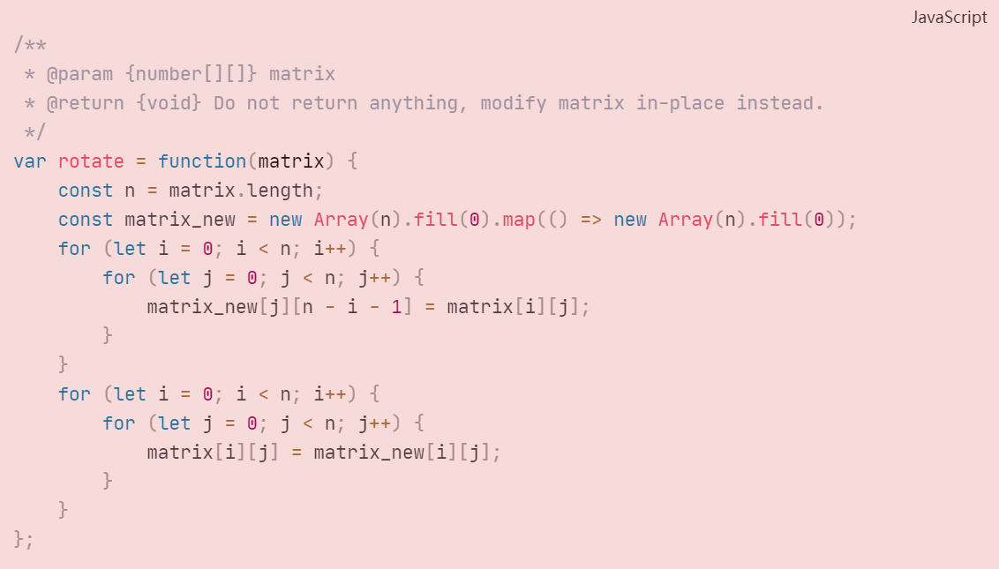 JavaScript
/**
 * @param {number[][]} matrix
 * @return {void} Do not return anything, modify matrix in-place instead.
 */
var rotate = function(matrix) {
    const n = matrix.length;
    const matrix_new = new Array(n).fill(0).map(() => new Array(n).fill(0));
    for (let i = 0; i < n; i++) {
        for (let j = 0; j < n; j++) {
            matrix_new[j][n - i - 1] = matrix[i][j];
        }
    }
    for (let i = 0; i < n; i++) {
        for (let j = 0; j < n; j++) {
            matrix[i][j] = matrix_new[i][j];
        }
    }
};